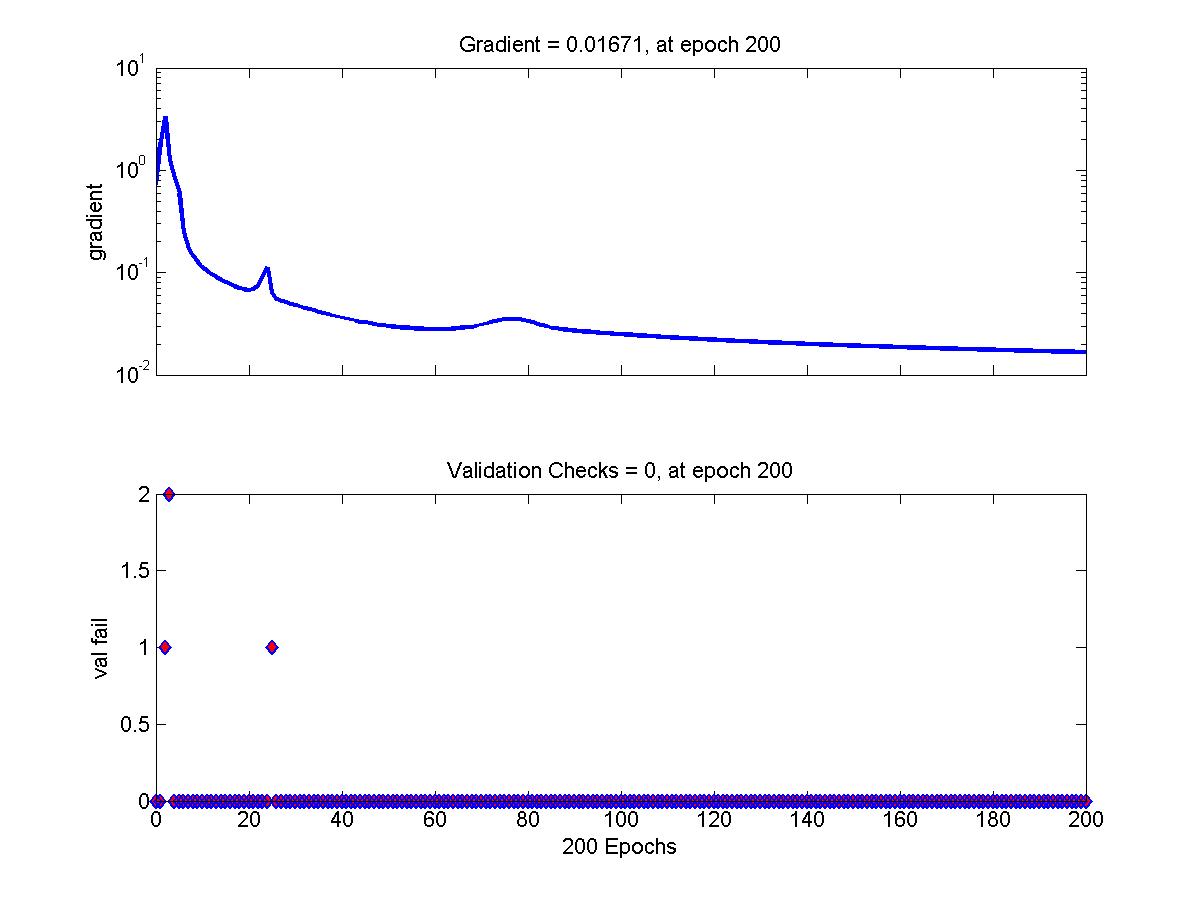 Gradient = 0.01671, at epoch 200
10^1
10^0
10^-1
10^-2
gradient
Validation Checks = 0, at epoch 200
2
1.5
1
0.5
0
val fail
0 20 40 60 80 100 120 140 160 180 200
200 Epochs